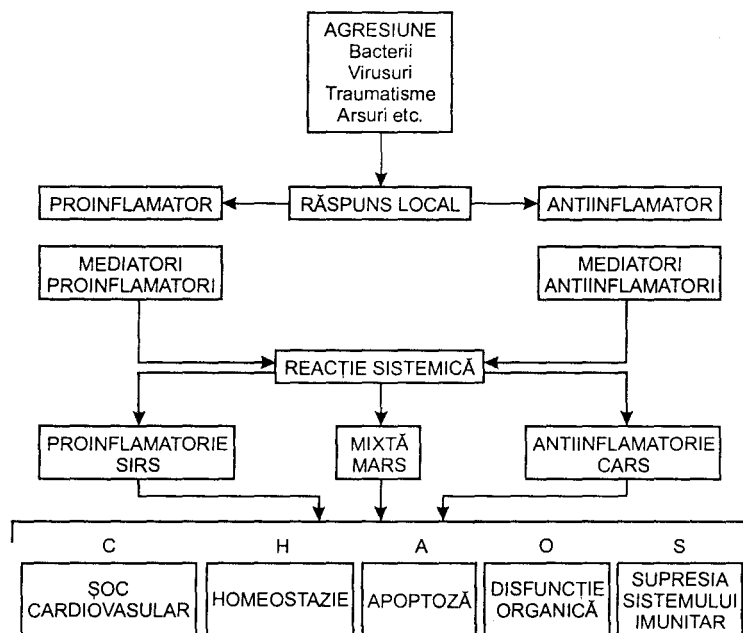 AGRESIUNE
Bacterii
Virusuri
Traumatisme
Arsuri etc.
PROINFLAMATOR
RĂSPUNS LOCAL
ANTIINFLAMATOR
MEDIATORI
PROINFLAMATORI
MEDIATORI
ANTIINFLAMATORI
REACȚIE SISTEMICĂ
PROINFLAMATORIE
SIRS
MIXTĂ
MARS
ANTIINFLAMATORIE
CARS
C H A O S
ȘOC
CARDIOVASULAR
HOMEOSTAZIE
APOPTOZĂ
DISFUNCȚIE
ORGANICĂ
SUPRESIA
SISTEMULUI
IMUNITAR